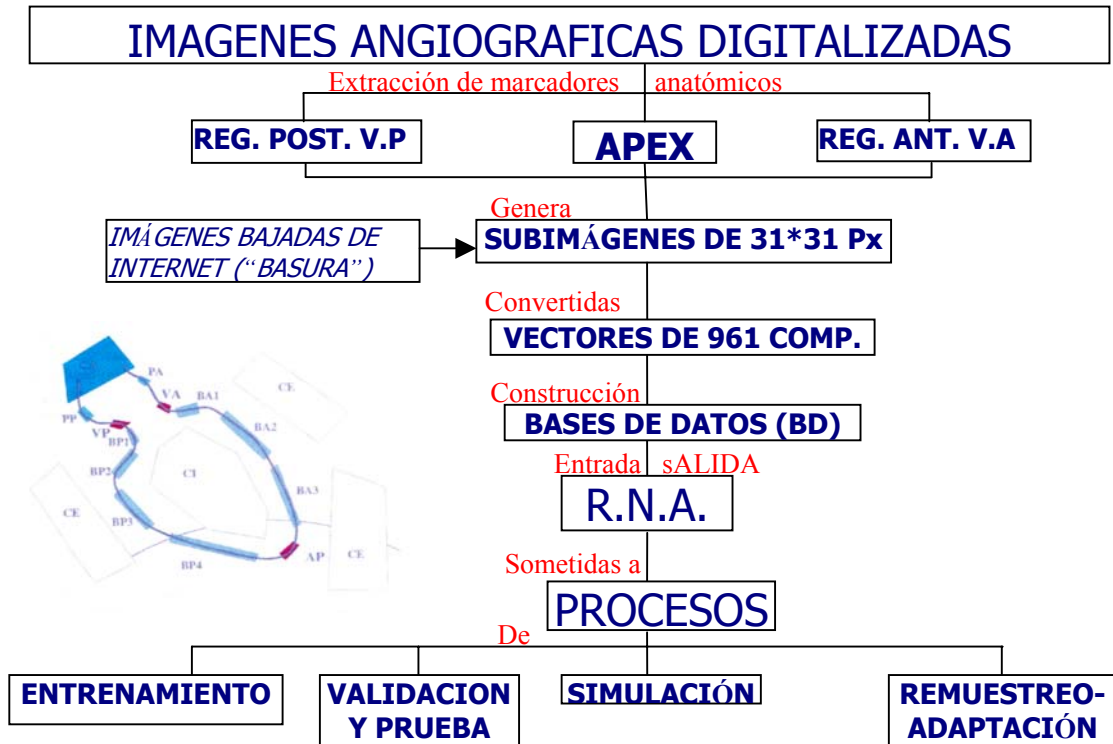 IMAGENES ANGIOGRAFICAS DIGITALIZADAS
Extracción de marcadores anatómicos
REG. POST. V.P
APEX
REG. ANT. V.A
Genera
IMÁGENES BAJADAS DE
INTERNET (“BASURA”)
SUBIMÁGENES DE 31*31 Px
Convertidas
VECTORES DE 961 COMP.
Construcción
BASES DE DATOS (BD)
Entrada sALIDA
R.N.A.
Sometidas a
PROCESOS
De
ENTRENAMIENTO
VALIDACION
Y PRUEBA
SIMULACIÓN
REMUESTREO-
ADAPTACIÓN
PA
VA
BA1
CE
PP
VP
BP1
BA2
BP2
CI
BA3
CE
BP3
BP4
AP
CE